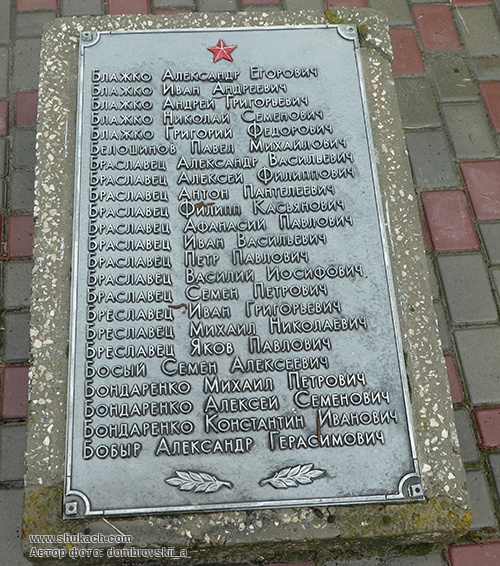 Блажко Александр Егорович
Блажко Иван Андреевич
Блажко Андрей Григорьевич
Блажко Николай Семенович
Блажко Григорий Федорович
Белошинов Павел Михайлович
Браславец Александр Васильевич
Браславец Алексей Филиппович
Браславец Антон Пантелеевич
Браславец Филипп Касьянович
Браславец Афанасий Павлович
Браславец Иван Васильевич
Браславец Петр Павлович
Браславец Василий Иосифович
Браславец Семен Петрович
Бреславец Иван Григорьевич
Бреславец Михаил Николаевич
Бреславец Яков Павлович
Босый Семен Алексеевич
Бондаренко Михаил Петрович
Бондаренко Алексей Семенович
Бондаренко Константин Иванович
Бобыр Александр Герасимович
www.shukach.com
Автор фото: dombrovskii_a